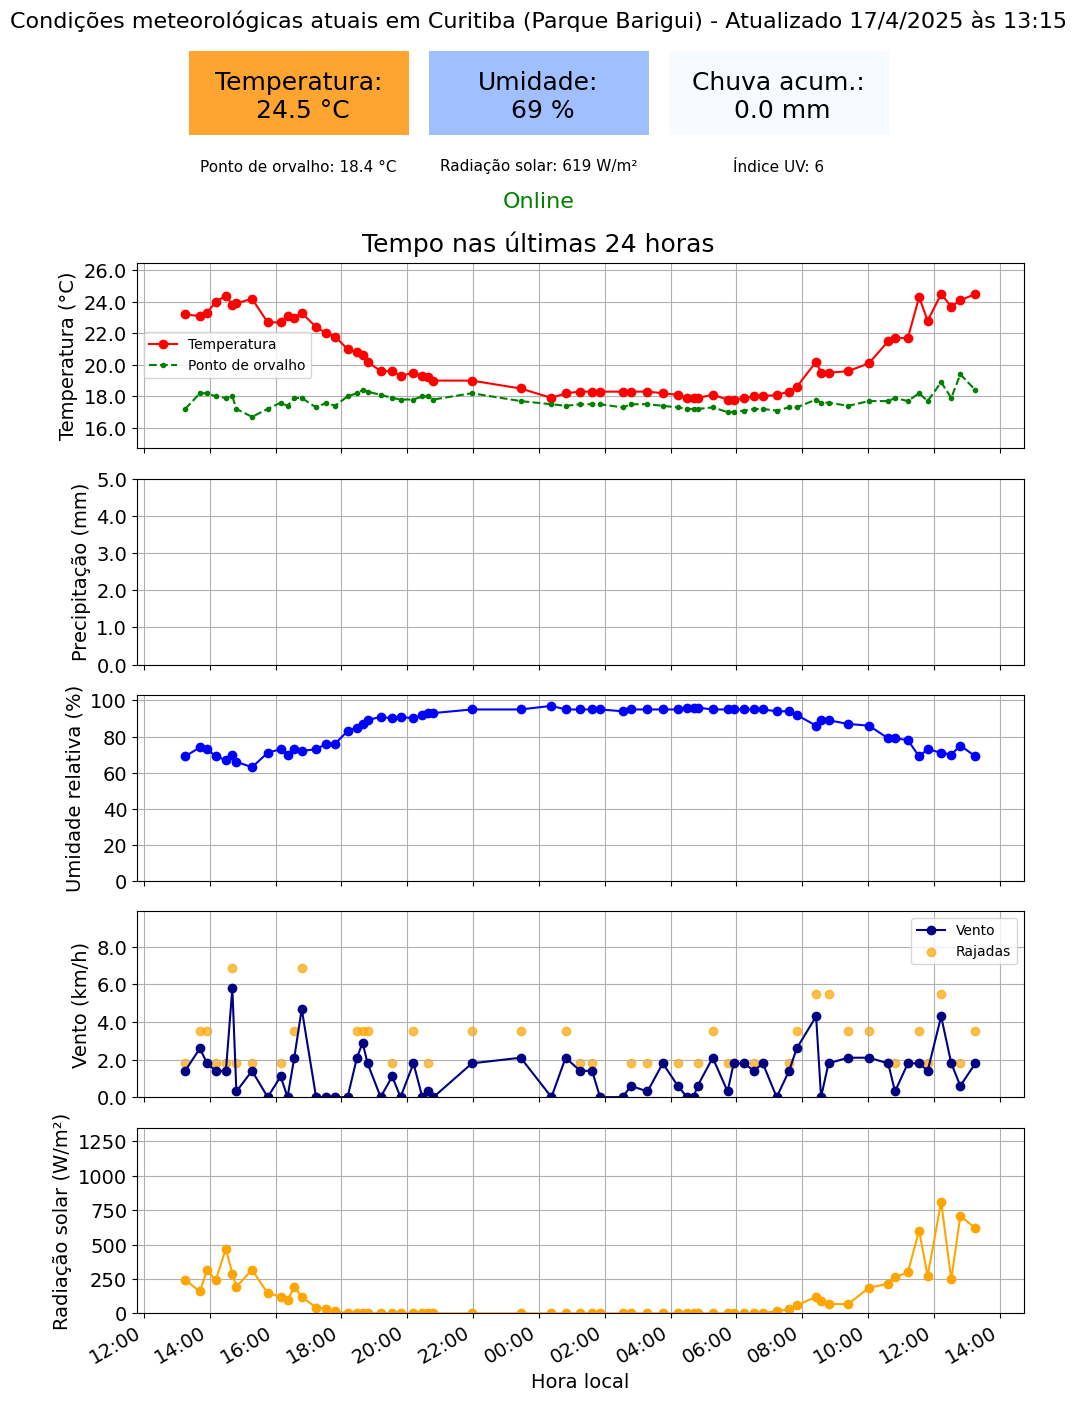 Condições meteorológicas atuais em Curitiba (Parque Barigui) - Atualizado 17/4/2025 às 13:15
Temperatura:
24.5 °C
Umidade:
69 %
Chuva acum.:
0.0 mm
Ponto de orvalho: 18.4 °C
Radiação solar: 619 W/m²
Índice UV: 6
Online
Tempo nas últimas 24 horas
Temperatura (°C)
26.0
24.0
22.0
20.0
18.0
16.0
Temperatura
Ponto de orvalho
Precipitação (mm)
5.0
4.0
3.0
2.0
1.0
0.0
Umidade relativa (%)
100
80
60
40
20
0
Vento (km/h)
8.0
6.0
4.0
2.0
0.0
Vento
Rajadas
Radiação solar (W/m²)
1250
1000
750
500
250
0
12:00
14:00
16:00
18:00
20:00
22:00
00:00
02:00
04:00
06:00
08:00
10:00
12:00
14:00
Hora local